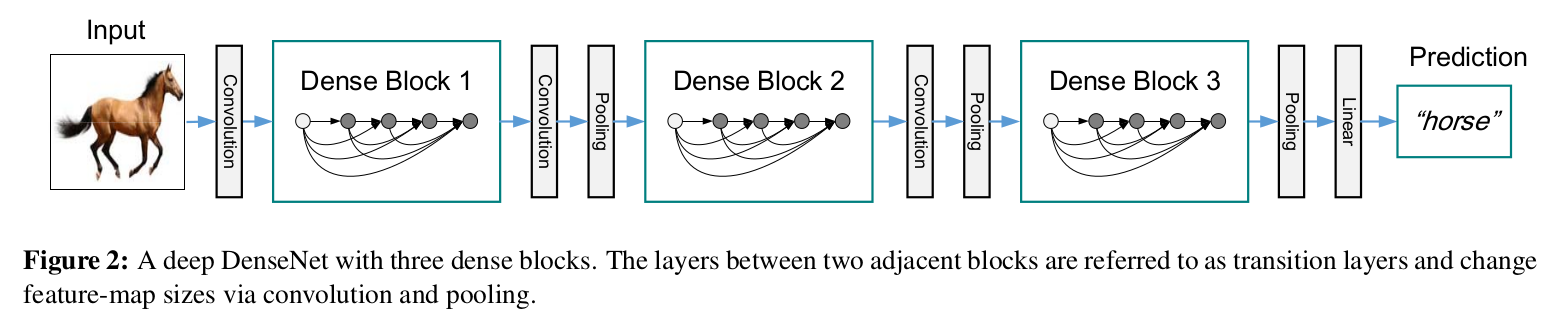 Input
Prediction
Convolution
Dense Block 1
Convolution
Pooling
Dense Block 2
Convolution
Pooling
Dense Block 3
Pooling
Linear
“horse”
Figure 2: A deep DenseNet with three dense blocks. The layers between two adjacent blocks are referred to as transition layers and change
feature-map sizes via convolution and pooling.